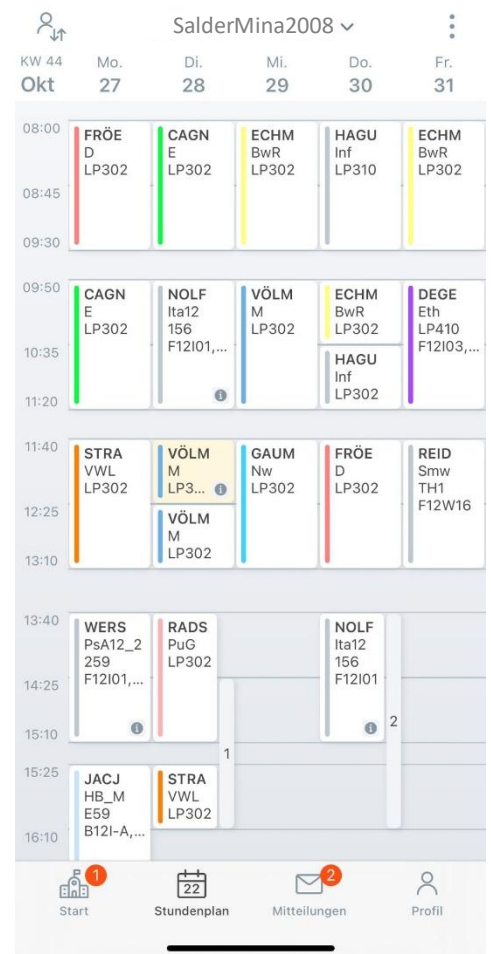 SalderMina2008
KW 44 Mo. Di. Mi. Do. Fr.
Okt 27 28 29 30 31
08:00
FRÖE
D
LP302
CAGN
E
LP302
ECHM
BwR
LP302
HAGU
Inf
LP310
ECHM
BwR
LP302
08:45
09:30
09:50
CAGN
E
LP302
NOLF
Ita12
156
F12I01,...
VÖLM
M
LP302
ECHM
BwR
LP302
HAGU
Inf
LP302
DEGE
Eth
LP410
F12I03,...
10:35
11:20
11:40
STRA
VWL
LP302
VÖLM
M
LP3...
VÖLM
M
LP302
GAUM
Nw
LP302
FRÖE
D
LP302
REID
Smw
TH1
F12W16
12:25
13:10
13:40
WERS
PsA12_2
259
F12I01,...
RADS
PuG
LP302
NOLF
Ita12
156
F12I01
14:25
15:10
1
2
15:25
JACJ
HB_M
E59
B12I-A,...
STRA
VWL
LP302
16:10
1
22
2
Start Stundenplan Mitteilungen Profil